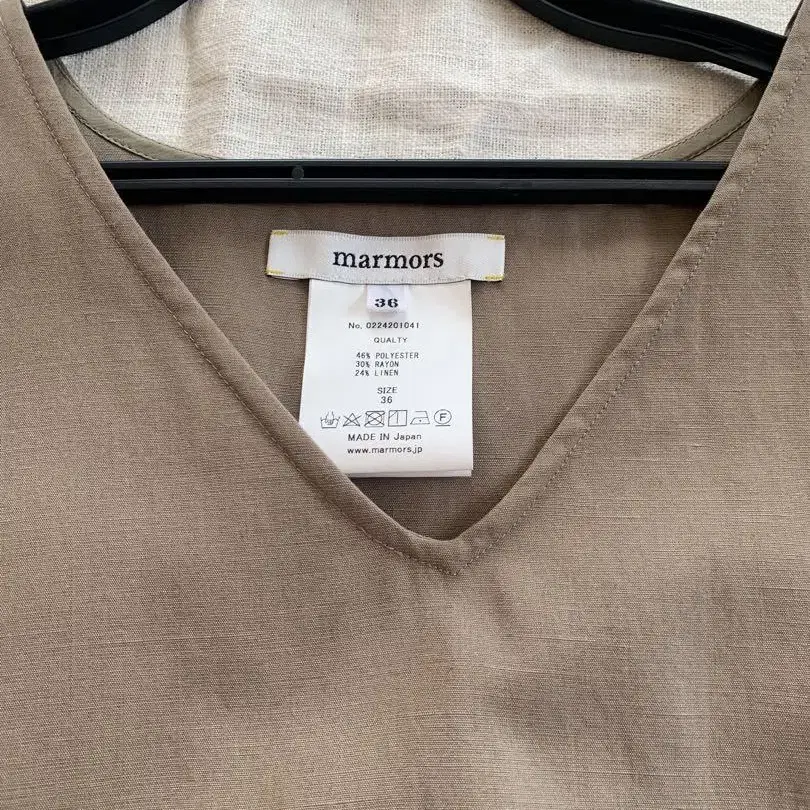 marmors
36
No, 0224201041
QUALTY
46% POLYESTER
30% RAYON
24% LINEN
SIZE
36
F
MADE IN Japan
www.marmors.jp